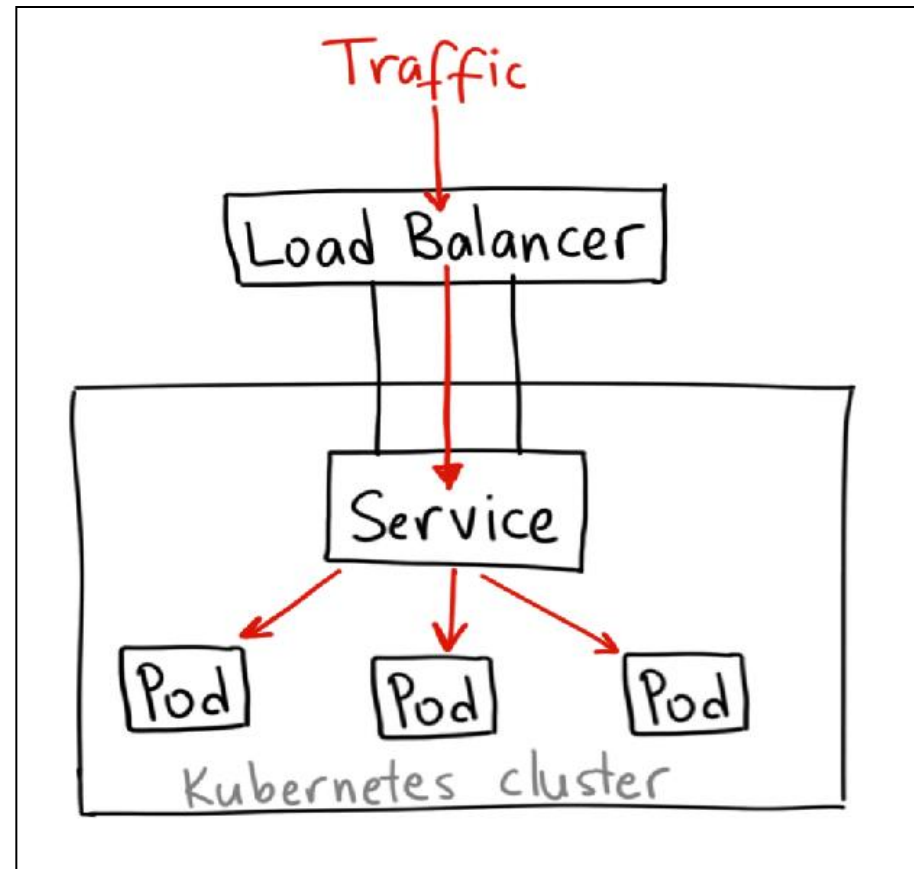 Traffic
Load Balancer
Service
Pod
Pod
Pod
Kubernetes cluster